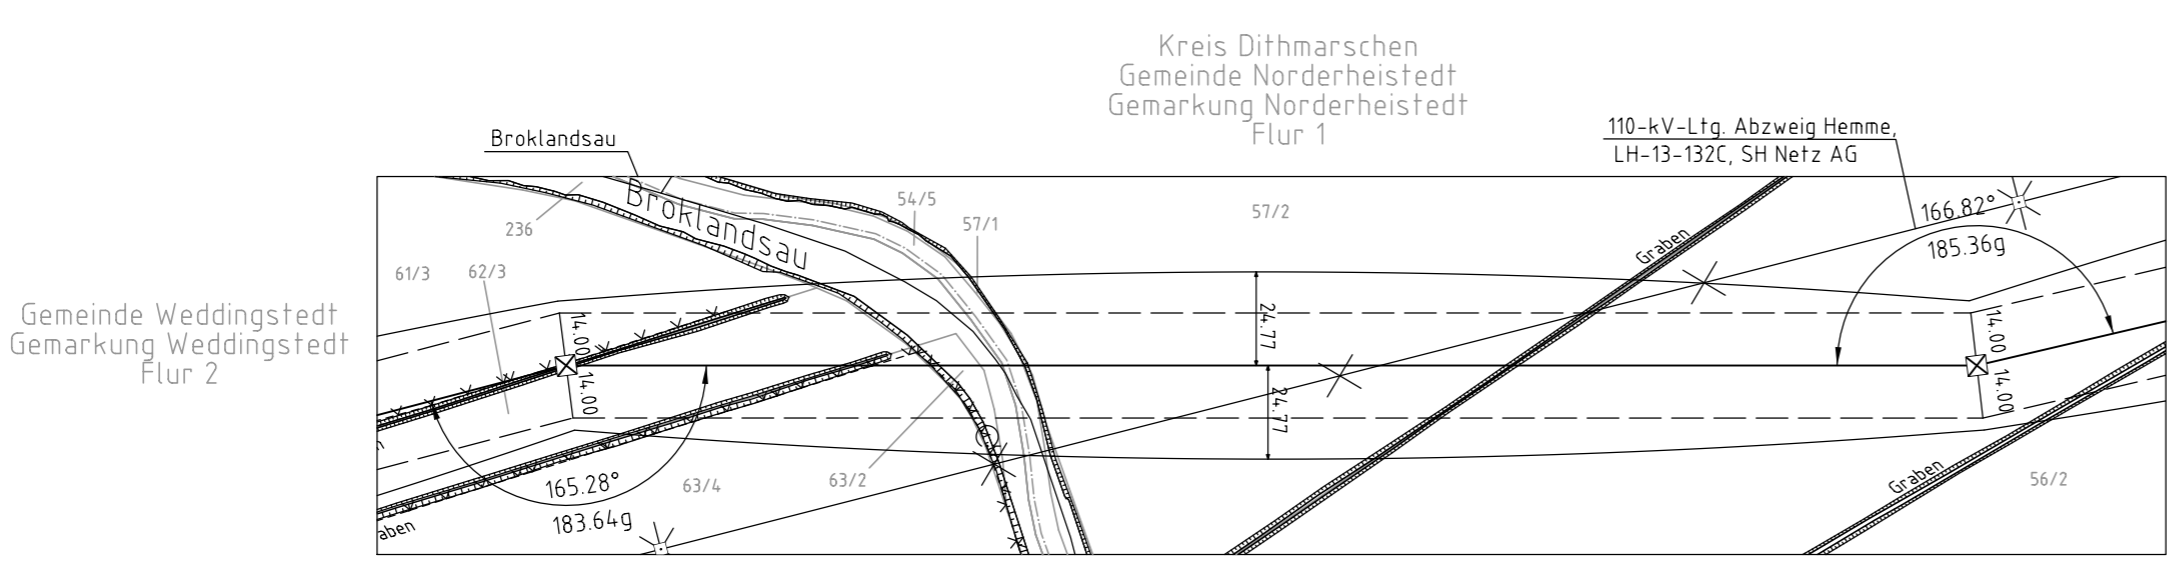 Kreis Dithmarschen
Gemeinde Norderheistedt
Gemarkung Norderheistedt
Flur 1
Broklandsau
110-kV-Ltg. Abzweig Hemme,
LH-13-132C, SH Netz AG
Broklandsau
236
54/5
57/1
57/2
Graben
166.82°
185.36g
61/3
62/3
Gemeinde Weddingstedt
Gemarkung Weddingstedt
Flur 2
14.00
14.00
24.77
24.77
14.00
14.00
165.28°
183.64g
63/4
63/2
Graben
56/2
aben